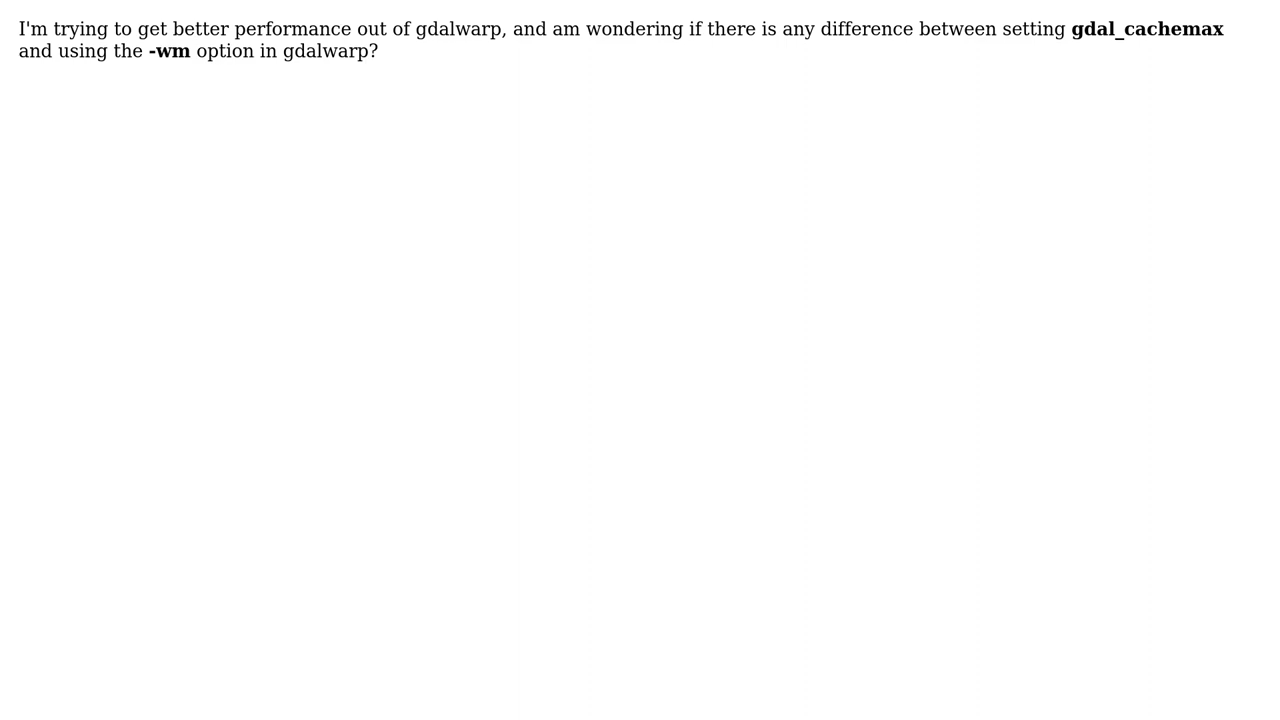 I'm trying to get better performance out of gdalwarp, and am wondering if there is any difference between setting gdal_cachemax
and using the -wm option in gdalwarp?